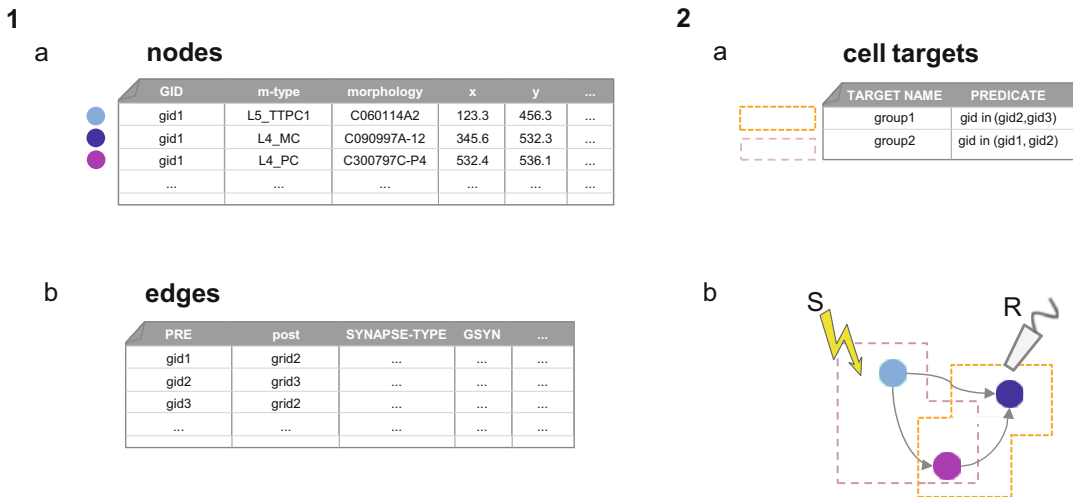 1
a nodes
GID m-type morphology x y ...
gid1 L5_TTPC1 C060114A2 123.3 456.3 ...
gid1 L4_MC C090997A-12 345.6 532.3 ...
gid1 L4_PC C300797C-P4 532.4 536.1 ...
... ... ... ... ... ...
b edges
PRE post SYNAPSE-TYPE GSYN ...
gid1 grid2 ... ... ...
gid2 grid3 ... ... ...
gid3 grid2 ... ... ...
... ... ... ... ...
2
a cell targets
TARGET NAME PREDICATE
group1 gid in (gid2,gid3)
group2 gid in (gid1, gid2)
b
S
R